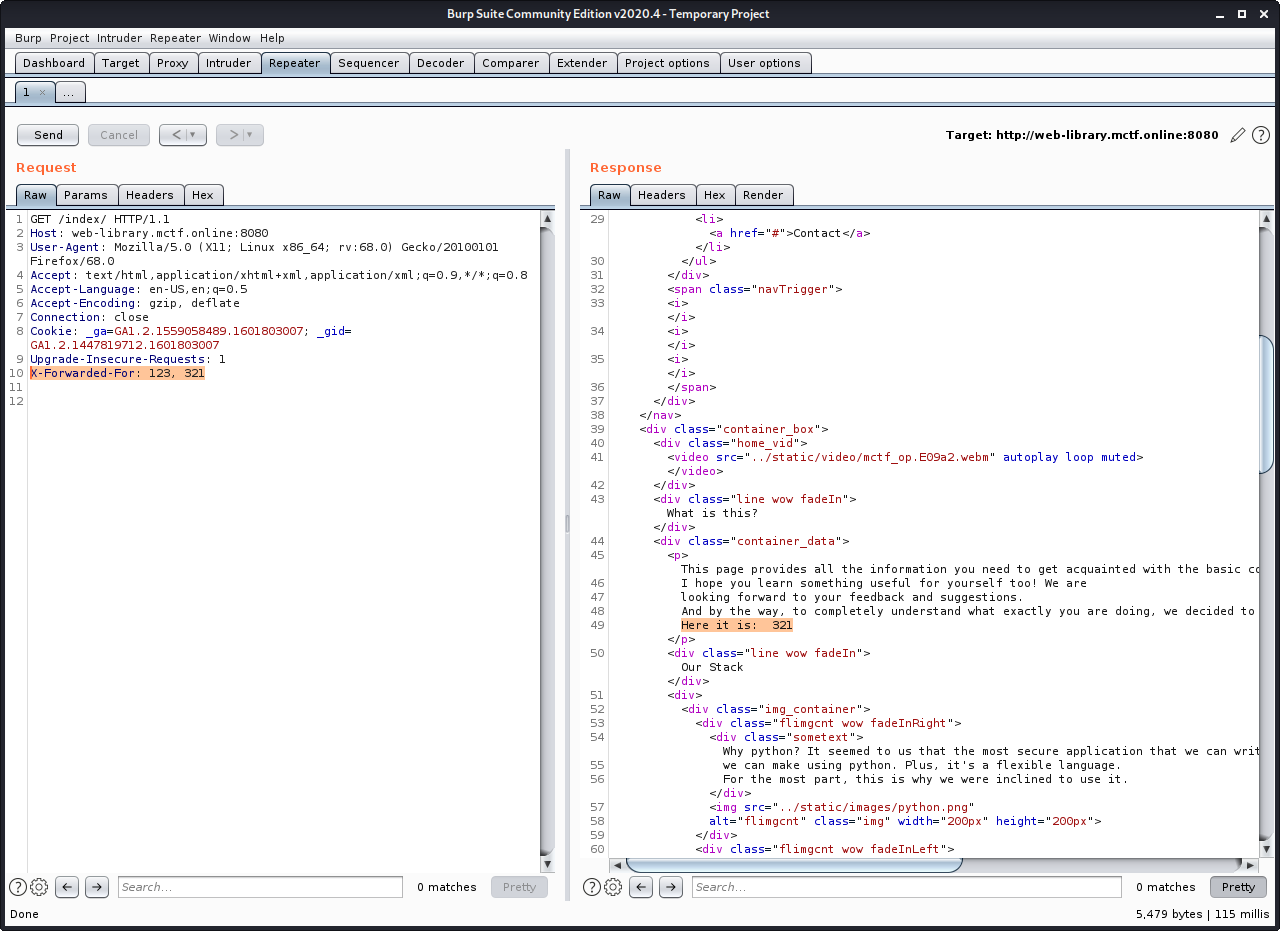 Burp Suite Community Edition v2020.4 - Temporary Project
Burp Project Intruder Repeater Window Help
Dashboard Target Proxy Intruder Repeater Sequencer Decoder Comparer Extender Project options User options
1 × ...
Send Cancel < | ▼ > | ▼ Target: http://web-library.mctf.online:8080 ?
Request
Raw Params Headers Hex
1 GET /index/ HTTP/1.1
2 Host: web-library.mctf.online:8080
3 User-Agent: Mozilla/5.0 (X11; Linux x86_64; rv:68.0) Gecko/20100101
Firefox/68.0
4 Accept: text/html,application/xhtml+xml,application/xml;q=0.9,*/*;q=0.8
5 Accept-Language: en-US,en;q=0.5
6 Accept-Encoding: gzip, deflate
7 Connection: close
8 Cookie: _ga=GA1.2.1559058489.1601803007; _gid=
GA1.2.1447819712.1601803007
9 Upgrade-Insecure-Requests: 1
10 X-Forwarded-For: 123, 321
11
12
? ← → Search... 0 matches Pretty
Response
Raw Headers Hex Render
29 <li>
<a href="#">Contact</a>
</li>
30 </ul>
31 </div>
32 <span class="navTrigger">
33 <i>
</i>
34 <i>
</i>
35 <i>
</i>
36 </span>
37 </div>
38 </nav>
39 <div class="container_box">
40 <div class="home_vid">
41 <video src="../static/video/mctf_op.E09a2.webm" autoplay loop muted>
</video>
42 </div>
43 <div class="line wow fadeIn">
What is this?
</div>
44 <div class="container_data">
45 <p>
This page provides all the information you need to get acquainted with the basic co
46 I hope you learn something useful for yourself too! We are
47 looking forward to your feedback and suggestions.
48 And by the way, to completely understand what exactly you are doing, we decided to
49 Here it is:  321
</p>
50 <div class="line wow fadeIn">
Our Stack
</div>
51 <div>
52 <div class="img_container">
53 <div class="flimgcnt wow fadeInRight">
54 <div class="sometext">
Why python? It seemed to us that the most secure application that we can writ
55 we can make using python. Plus, it's a flexible language.
56 For the most part, this is why we were inclined to use it.
</div>
57 <img src="../static/images/python.png"
58 alt="flimgcnt" class="img" width="200px" height="200px">
59 </div>
60 <div class="flimgcnt wow fadeInLeft">
? ← → Search... 0 matches Pretty
Done 5,479 bytes | 115 millis